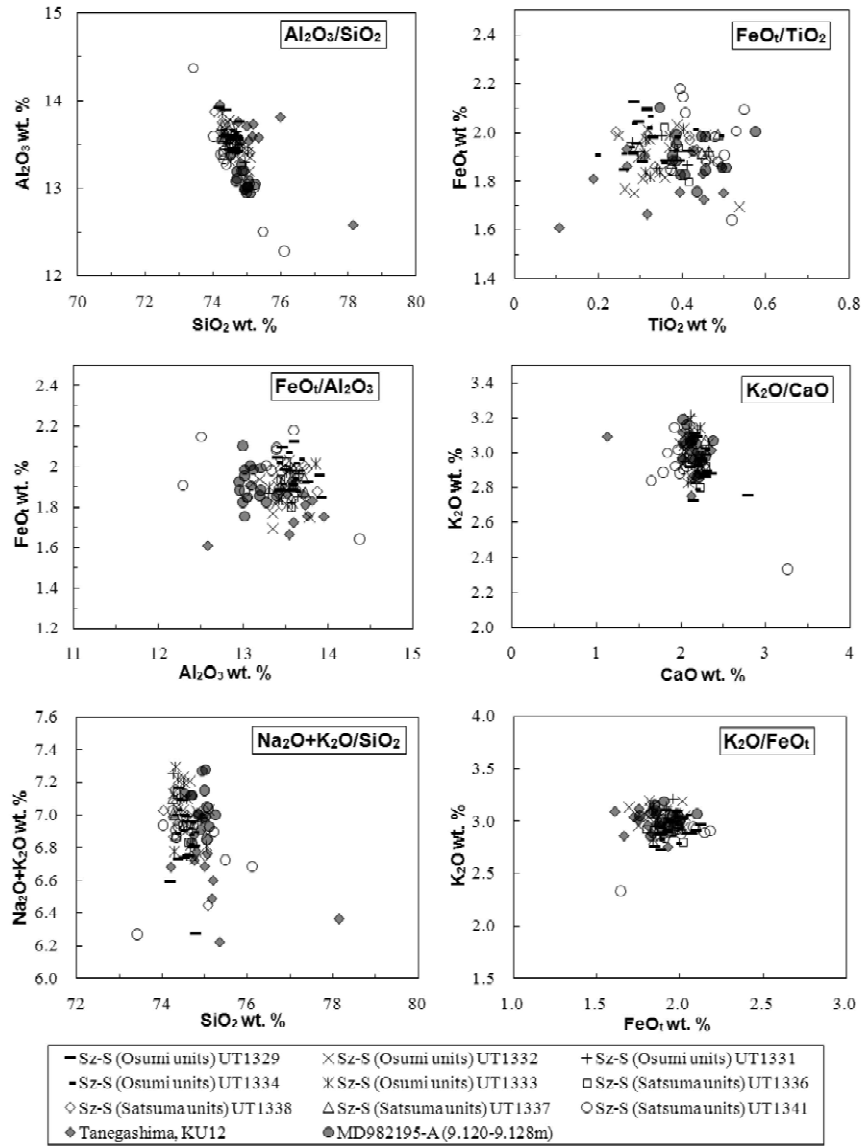 Al₂O₃/SiO₂
Al₂O₃ wt. %
15
14
13
12
70
72
74
76
78
80
SiO₂ wt. %
FeOₜ/TiO₂
FeOₜ wt %
2.4
2.2
2.0
1.8
1.6
1.4
0
0.2
0.4
0.6
0.8
TiO₂ wt %
FeOₜ/Al₂O₃
FeOₜ wt. %
2.4
2.2
2.0
1.8
1.6
1.4
1.2
11
12
13
14
15
Al₂O₃ wt. %
K₂O/CaO
K₂O wt. %
3.4
3.2
3.0
2.8
2.6
2.4
2.2
2.0
0
1
2
3
4
CaO wt. %
Na₂O+K₂O/SiO₂
Na₂O+K₂O wt. %
7.6
7.4
7.2
7.0
6.8
6.6
6.4
6.2
6.0
72
74
76
78
80
SiO₂ wt. %
K₂O/FeOₜ
K₂O wt. %
4.0
3.5
3.0
2.5
2.0
1.5
1.0
1.5
2.0
2.5
3.0
FeOₜ wt. %
Sz-S (Osumi units) UT1329
Sz-S (Osumi units) UT1332
Sz-S (Osumi units) UT1331
Sz-S (Osumi units) UT1334
Sz-S (Osumi units) UT1333
Sz-S (Satsuma units) UT1336
Sz-S (Satsuma units) UT1338
Sz-S (Satsuma units) UT1337
Sz-S (Satsuma units) UT1341
Tanegashima, KU12
MD982195-A (9.120-9.128m)